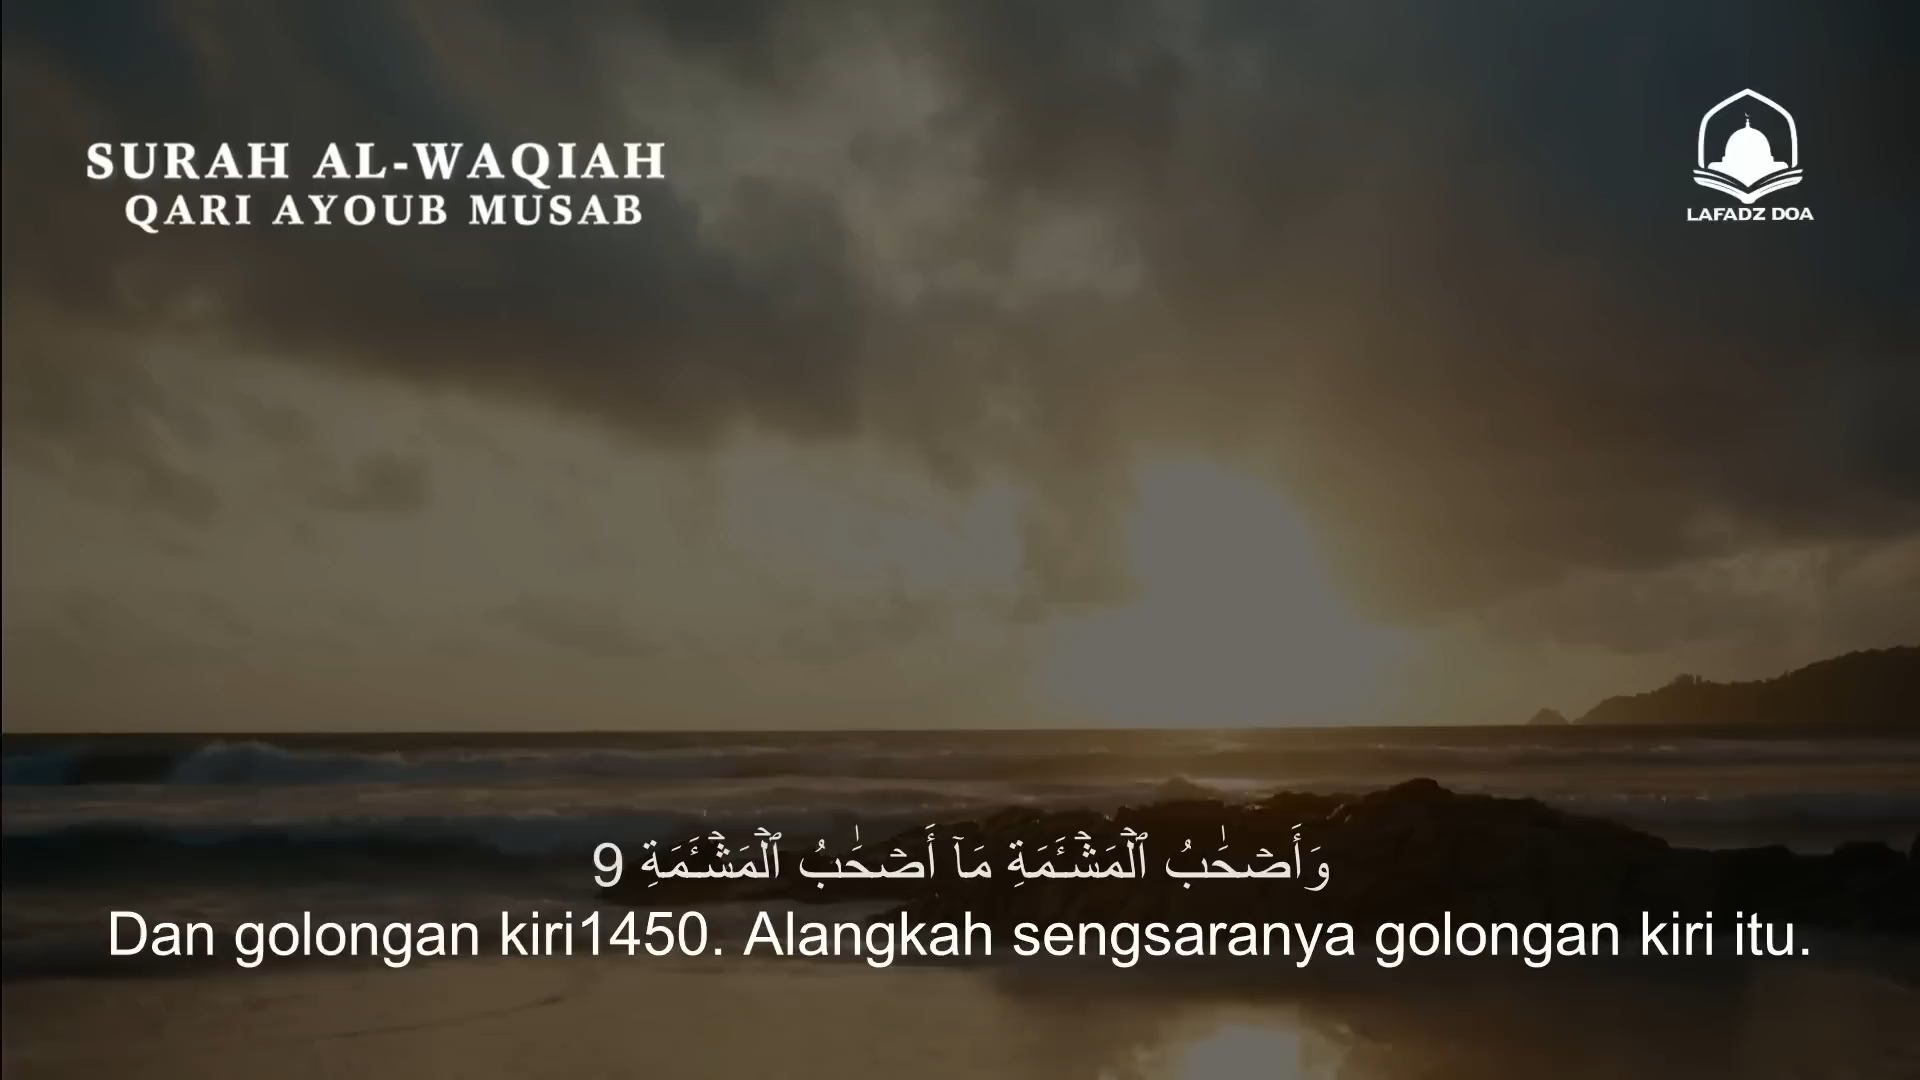 SURAH AL-WAQIAH
QARI AYOUB MUSAB
LAFADZ DOA
وَأَصۡحَٰبُ ٱلۡمَشۡـَٔمَةِ مَآ أَصۡحَٰبُ ٱلۡمَشۡـَٔمَةِ 9
Dan golongan kiri1450. Alangkah sengsaranya golongan kiri itu.